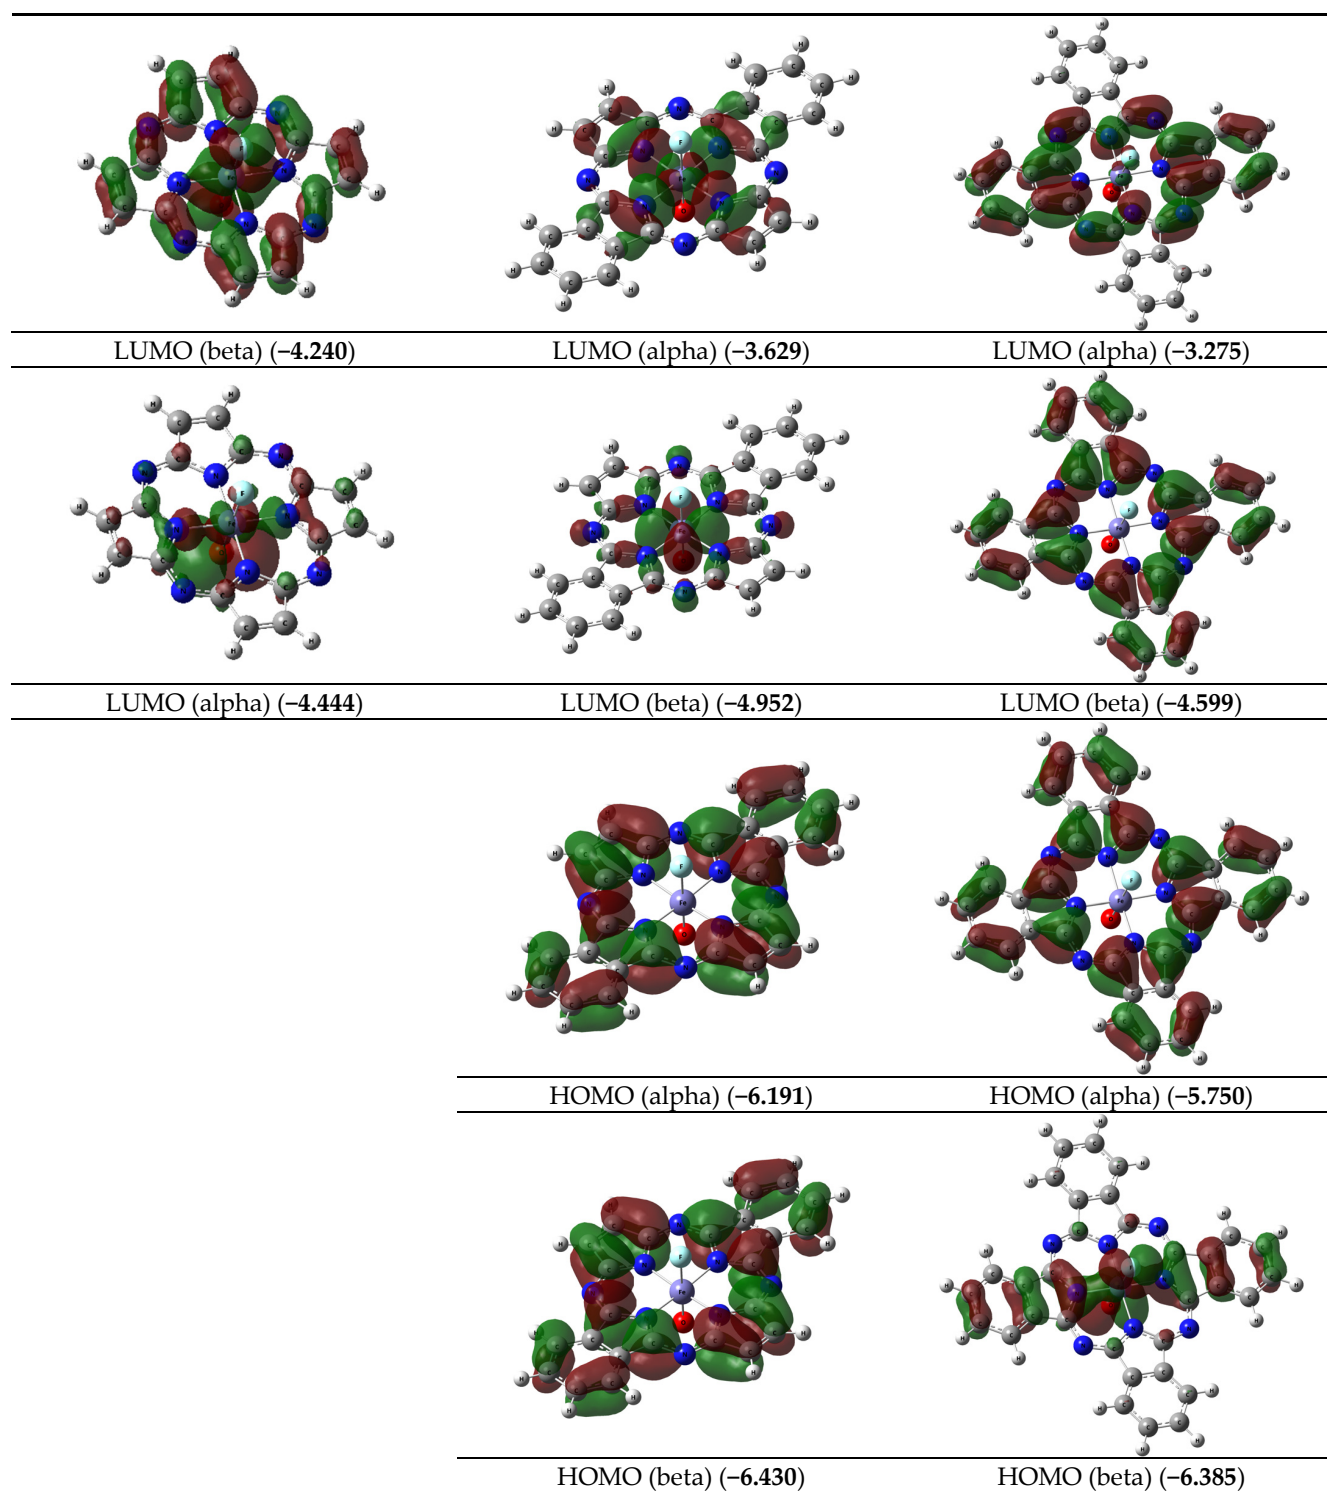 LUMO (beta) (−4.240) LUMO (alpha) (−3.629) LUMO (alpha) (−3.275)
LUMO (alpha) (−4.444) LUMO (beta) (−4.952) LUMO (beta) (−4.599)
HOMO (alpha) (−6.191) HOMO (alpha) (−5.750)
HOMO (beta) (−6.430) HOMO (beta) (−6.385)